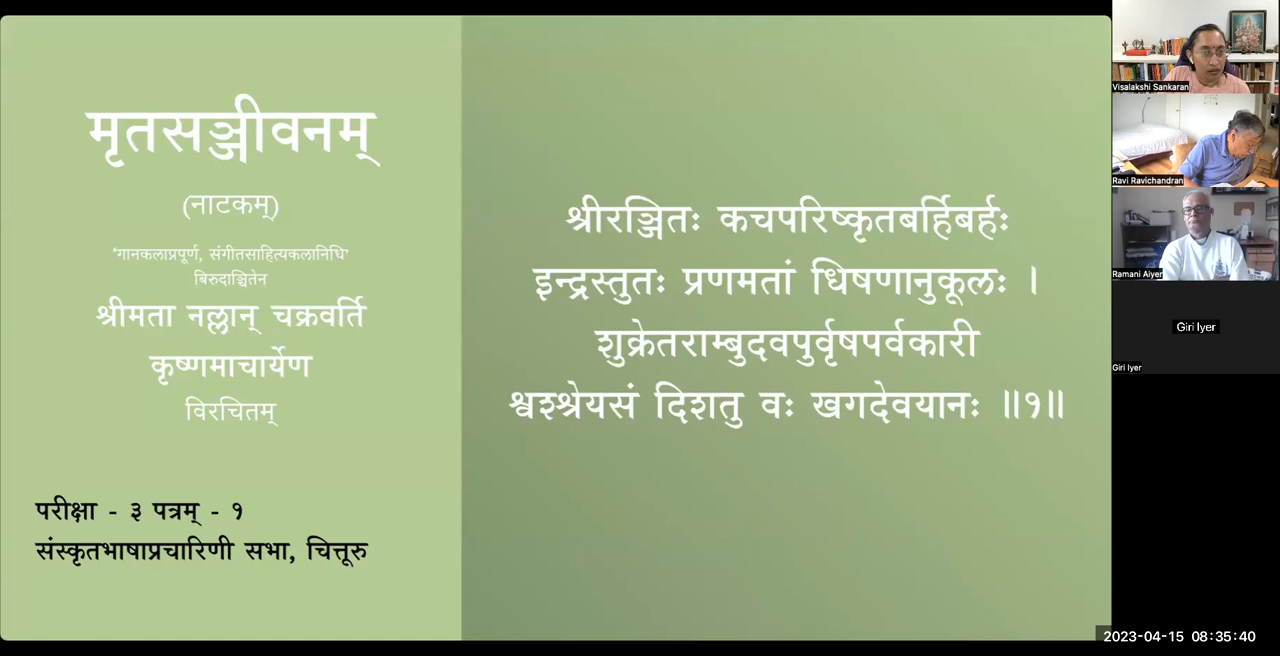 मृतसञ्जीवनम्
(नाटकम्)
'गानकलाप्रपूर्ण, संगीतसाहित्यकलानिधि'
बिरुदाञ्चितेन
श्रीमता नल्लान् चक्रवर्ति
कृष्णमाचार्येण
विरचितम्
परीक्षा - ३ पत्रम् - १
संस्कृतभाषाप्रचारिणी सभा, चित्तूरु
श्रीरञ्जितः कचपरिष्कृतबर्हिबर्हः
इन्द्रस्तुतः प्रणमतां धिषणानुकूलः ।
शुक्रेतराम्बुदवपुर्वृषपर्वकारी
श्वश्श्रेयसं दिशतु वः खगदेवयानः ॥१॥
Visalakshi Sankaran
Ravi Ravichandran
Ramani Aiyer
Giri Iyer
Giri Iyer
2023-04-15 08:35:40